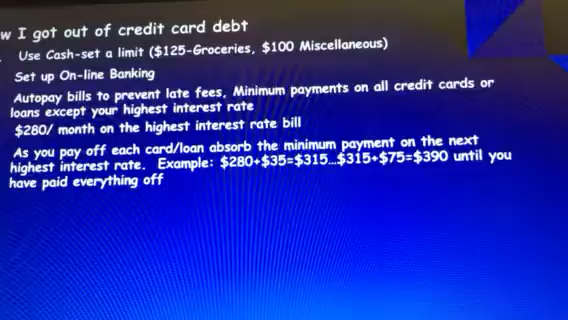 w I got out of credit card debt
Use Cash-set a limit ($125-Groceries, $100 Miscellaneous)
Set up On-line Banking
Autopay bills to prevent late fees, Minimum payments on all credit cards or
loans except your highest interest rate
$280/ month on the highest interest rate bill
As you pay off each card/loan absorb the minimum payment on the next
highest interest rate. Example: $280+$35=$315...$315+$75=$390 until you
have paid everything off